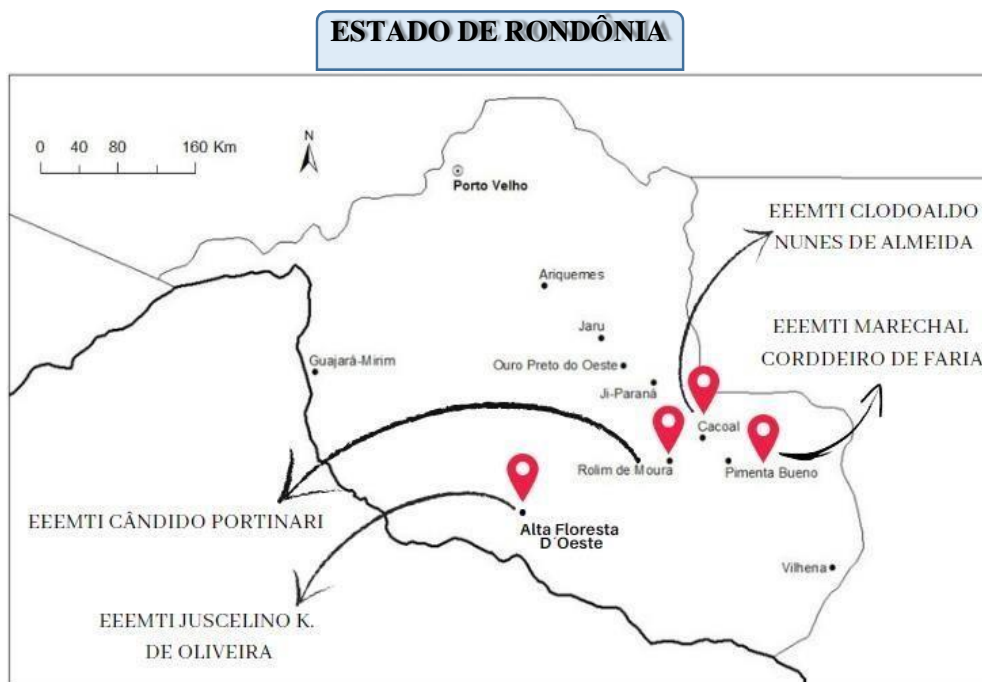 ESTADO DE RONDÔNIA
0 40 80 160 Km
N
Porto Velho
EEEMTI CLODOALDO
NUNES DE ALMEIDA
Ariquemes
Jaru
EEEMTI MARECHAL
CORDDEIRO DE FARIA
Guajará-Mirim
Ouro Preto do Oeste
Ji-Paraná
Cacoal
Rolim de Moura
Pimenta Bueno
EEEMTI CÂNDIDO PORTINARI
Alta Floresta
D´Oeste
Vilhena
EEEMTI JUSCELINO K.
DE OLIVEIRA